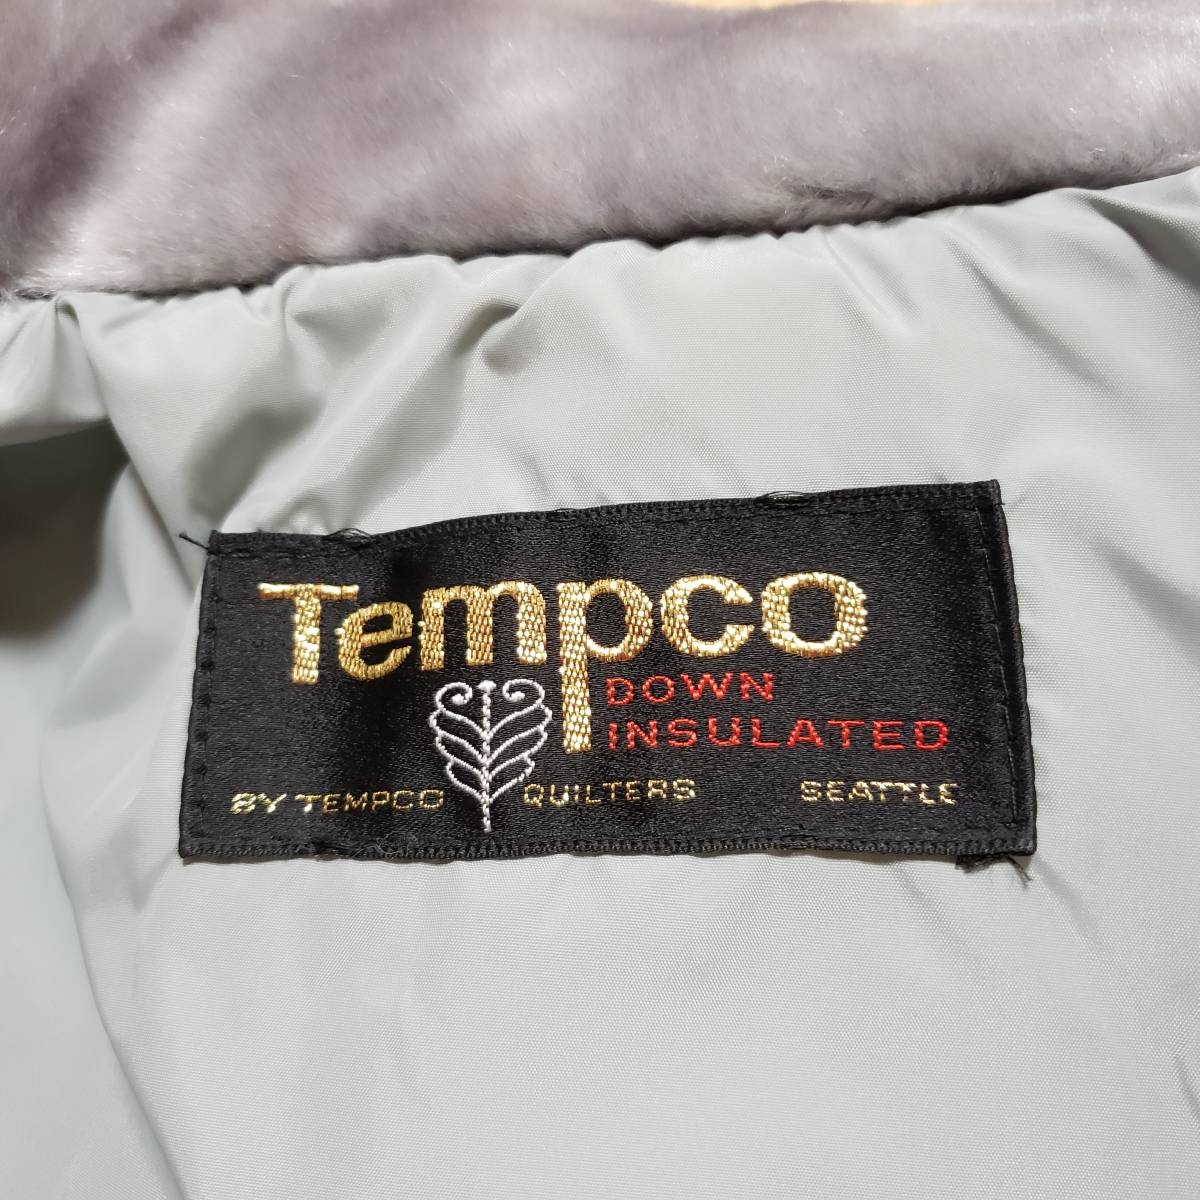 Tempco
DOWN
INSULATED
BY TEMPCO QUILTERS SEATTLE